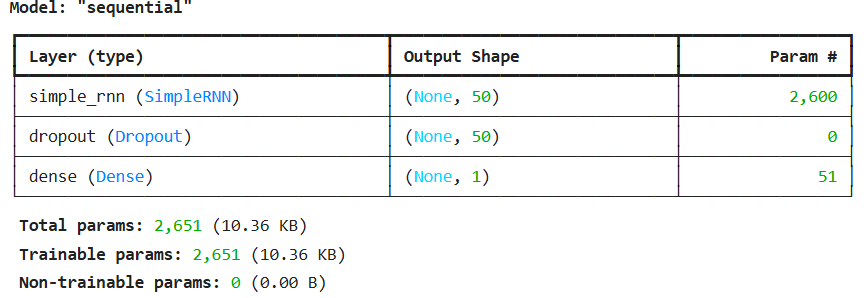 Model: "sequential"
Layer (type) Output Shape Param #
simple_rnn (SimpleRNN) (None, 50) 2,600
dropout (Dropout) (None, 50) 0
dense (Dense) (None, 1) 51
Total params: 2,651 (10.36 KB)
Trainable params: 2,651 (10.36 KB)
Non-trainable params: 0 (0.00 B)